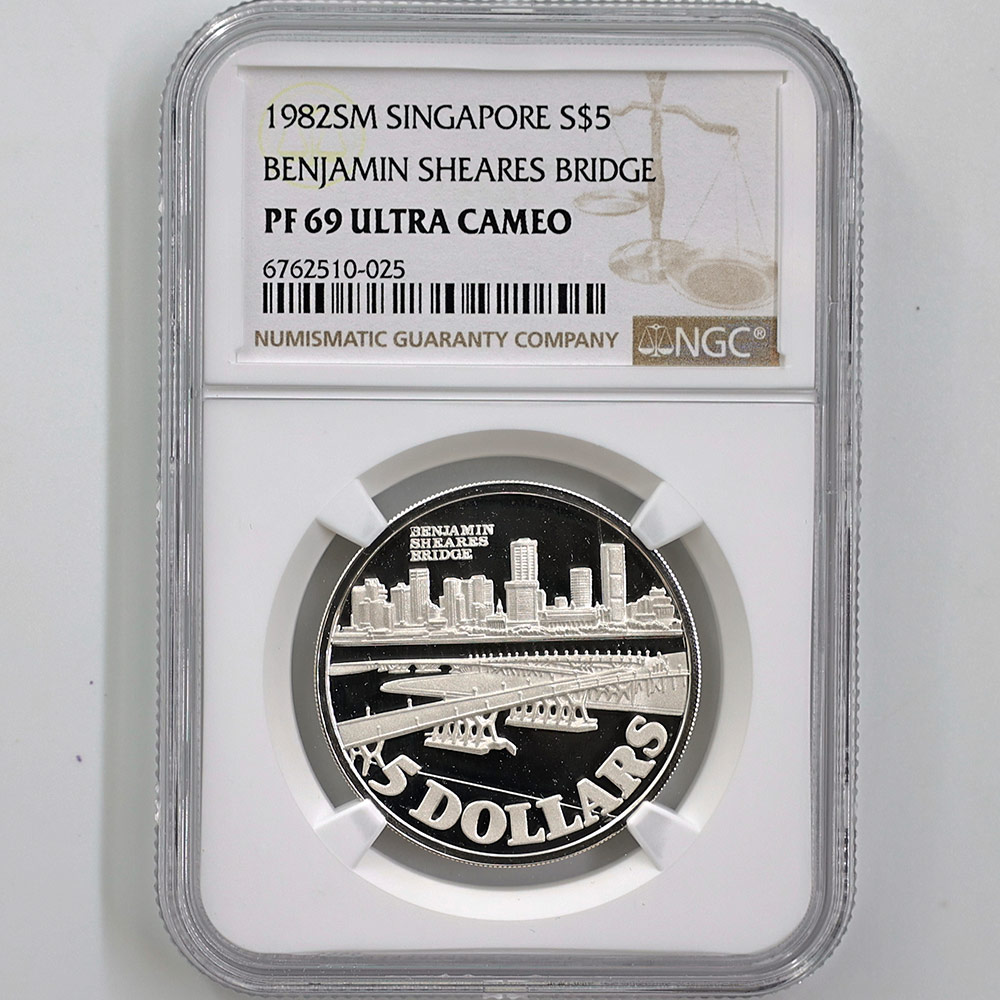 1982SM SINGAPORE S$5
BENJAMIN SHEARES BRIDGE
PF 69 ULTRA CAMEO
6762510-025
NUMISMATIC GUARANTY COMPANY
NGC®
BENJAMIN
SHEARES
BRIDGE
5 DOLLARS